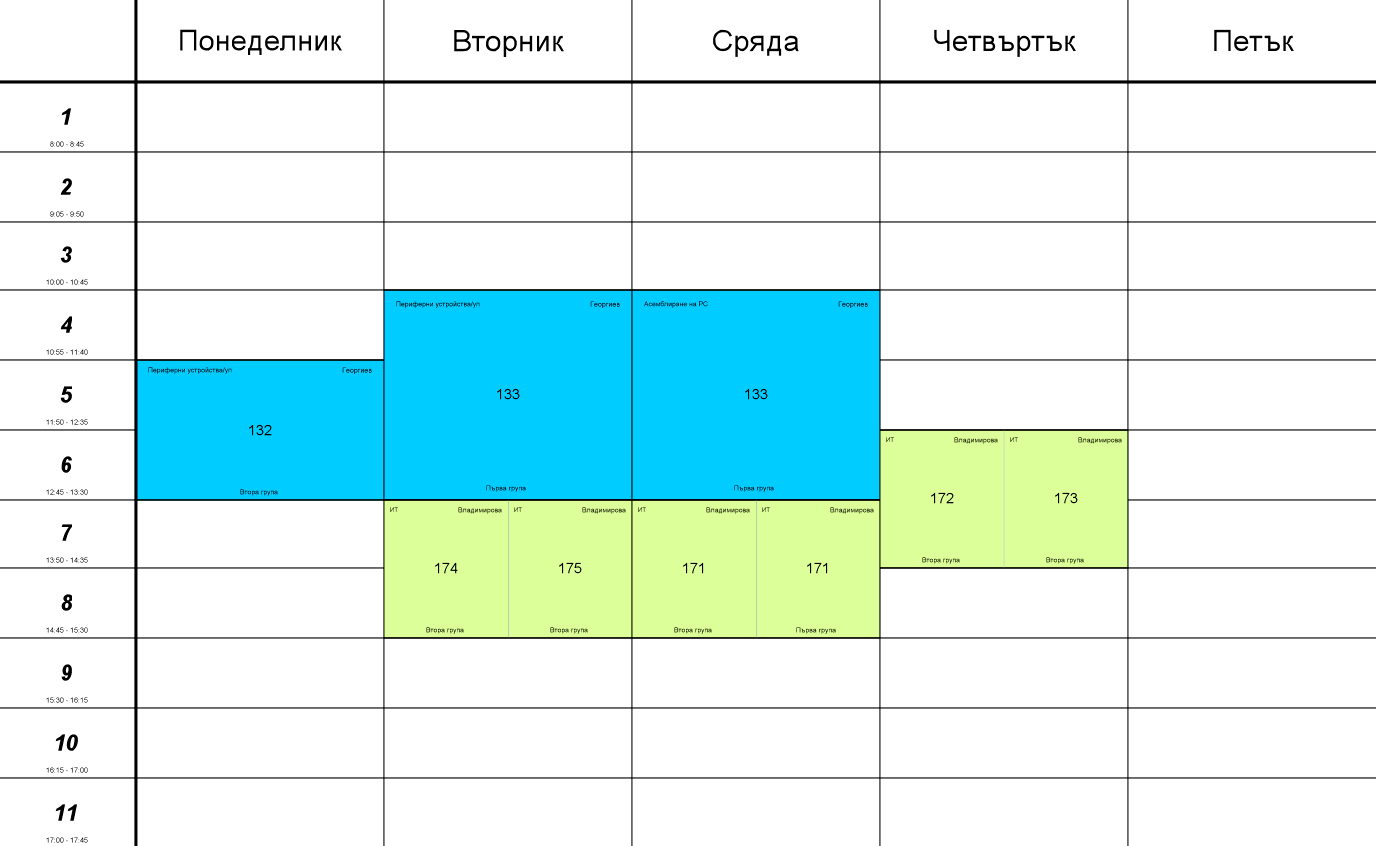 Понеделник Вторник Сряда Четвъртък Петък
1
8:00 - 8:45
2
9:05 - 9:50
3
10:00 - 10:45
4
10:55 - 11:40
Периферни устройства/уп Георгиев
133
Първа група
Асемблиране на PC Георгиев
133
Първа група
5
11:50 - 12:35
Периферни устройства/уп Георгиев
132
Втора група
6
12:45 - 13:30
ИТ Владимирова
172
Втора група
ИТ Владимирова
173
Втора група
7
13:50 - 14:35
ИТ Владимирова
174
Втора група
ИТ Владимирова
175
Втора група
ИТ Владимирова
171
Втора група
ИТ Владимирова
171
Първа група
8
14:45 - 15:30
9
15:30 - 16:15
10
16:15 - 17:00
11
17:00 - 17:45